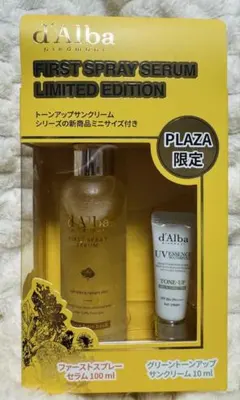 d'Alba
piedmont
FIRST SPRAY SERUM
LIMITED EDITION
トーンアップサンクリーム
シリーズの新商品ミニサイズ付き
PLAZA
限定
d'Alba
FIRST SPRAY
SERUM
d'Alba
UV ESSENCE
TONE-UP
ファーストスプレー
セラム 100 ml
グリーントーンアップ
サンクリーム 10 ml